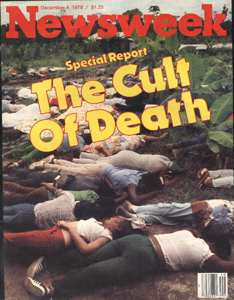 December 4, 1978 / $1.25
Newsweek
Special Report
The Cult
Of Death